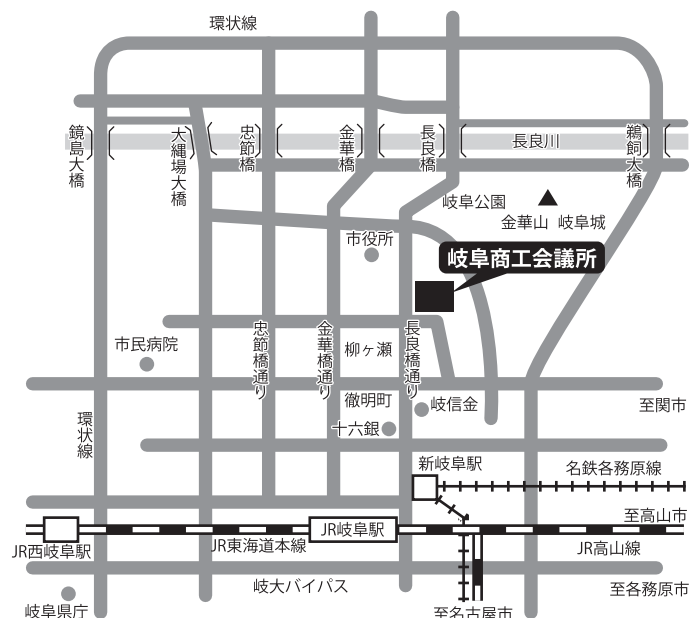 環状線
鏡島大橋
大縄場大橋
忠節橋
金華橋
長良橋
長良川
鵜飼大橋
岐阜公園
金華山 岐阜城
市役所
岐阜商工会議所
忠節橋通り
金華橋通り
柳ヶ瀬
長良橋通り
市民病院
徹明町
岐信金
至関市
環状線
十六銀
新岐阜駅
名鉄各務原線
至高山市
JR岐阜駅
JR西岐阜駅
JR東海道本線
JR高山線
岐大バイパス
至各務原市
岐阜県庁
至名古屋市